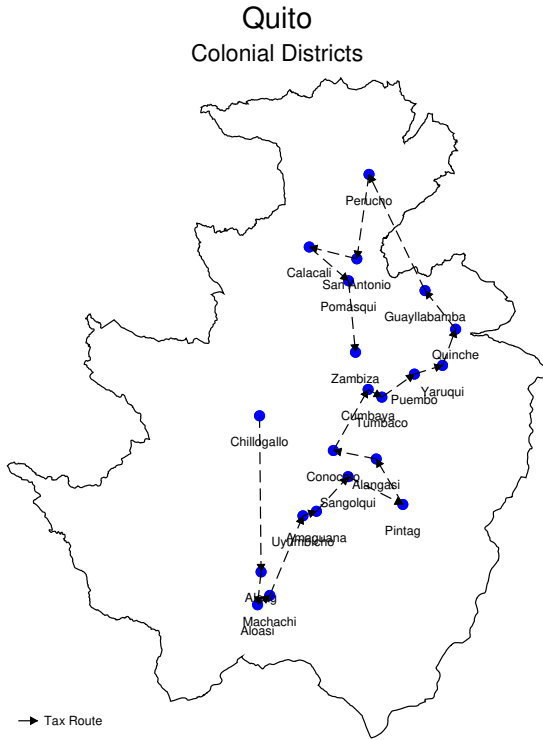 Quito
Colonial Districts
Perucho
Calacali
San Antonio
Pomasqui
Guayllabamba
Quinche
Zambiza
Yaruqui
Puembo
Cumbaya
Tumbaco
Chillogallo
Conocoto
Alangasi
Sangolqui
Pintag
Amaguana
Uyumbicho
Aloag
Machachi
Aloasi
Tax Route